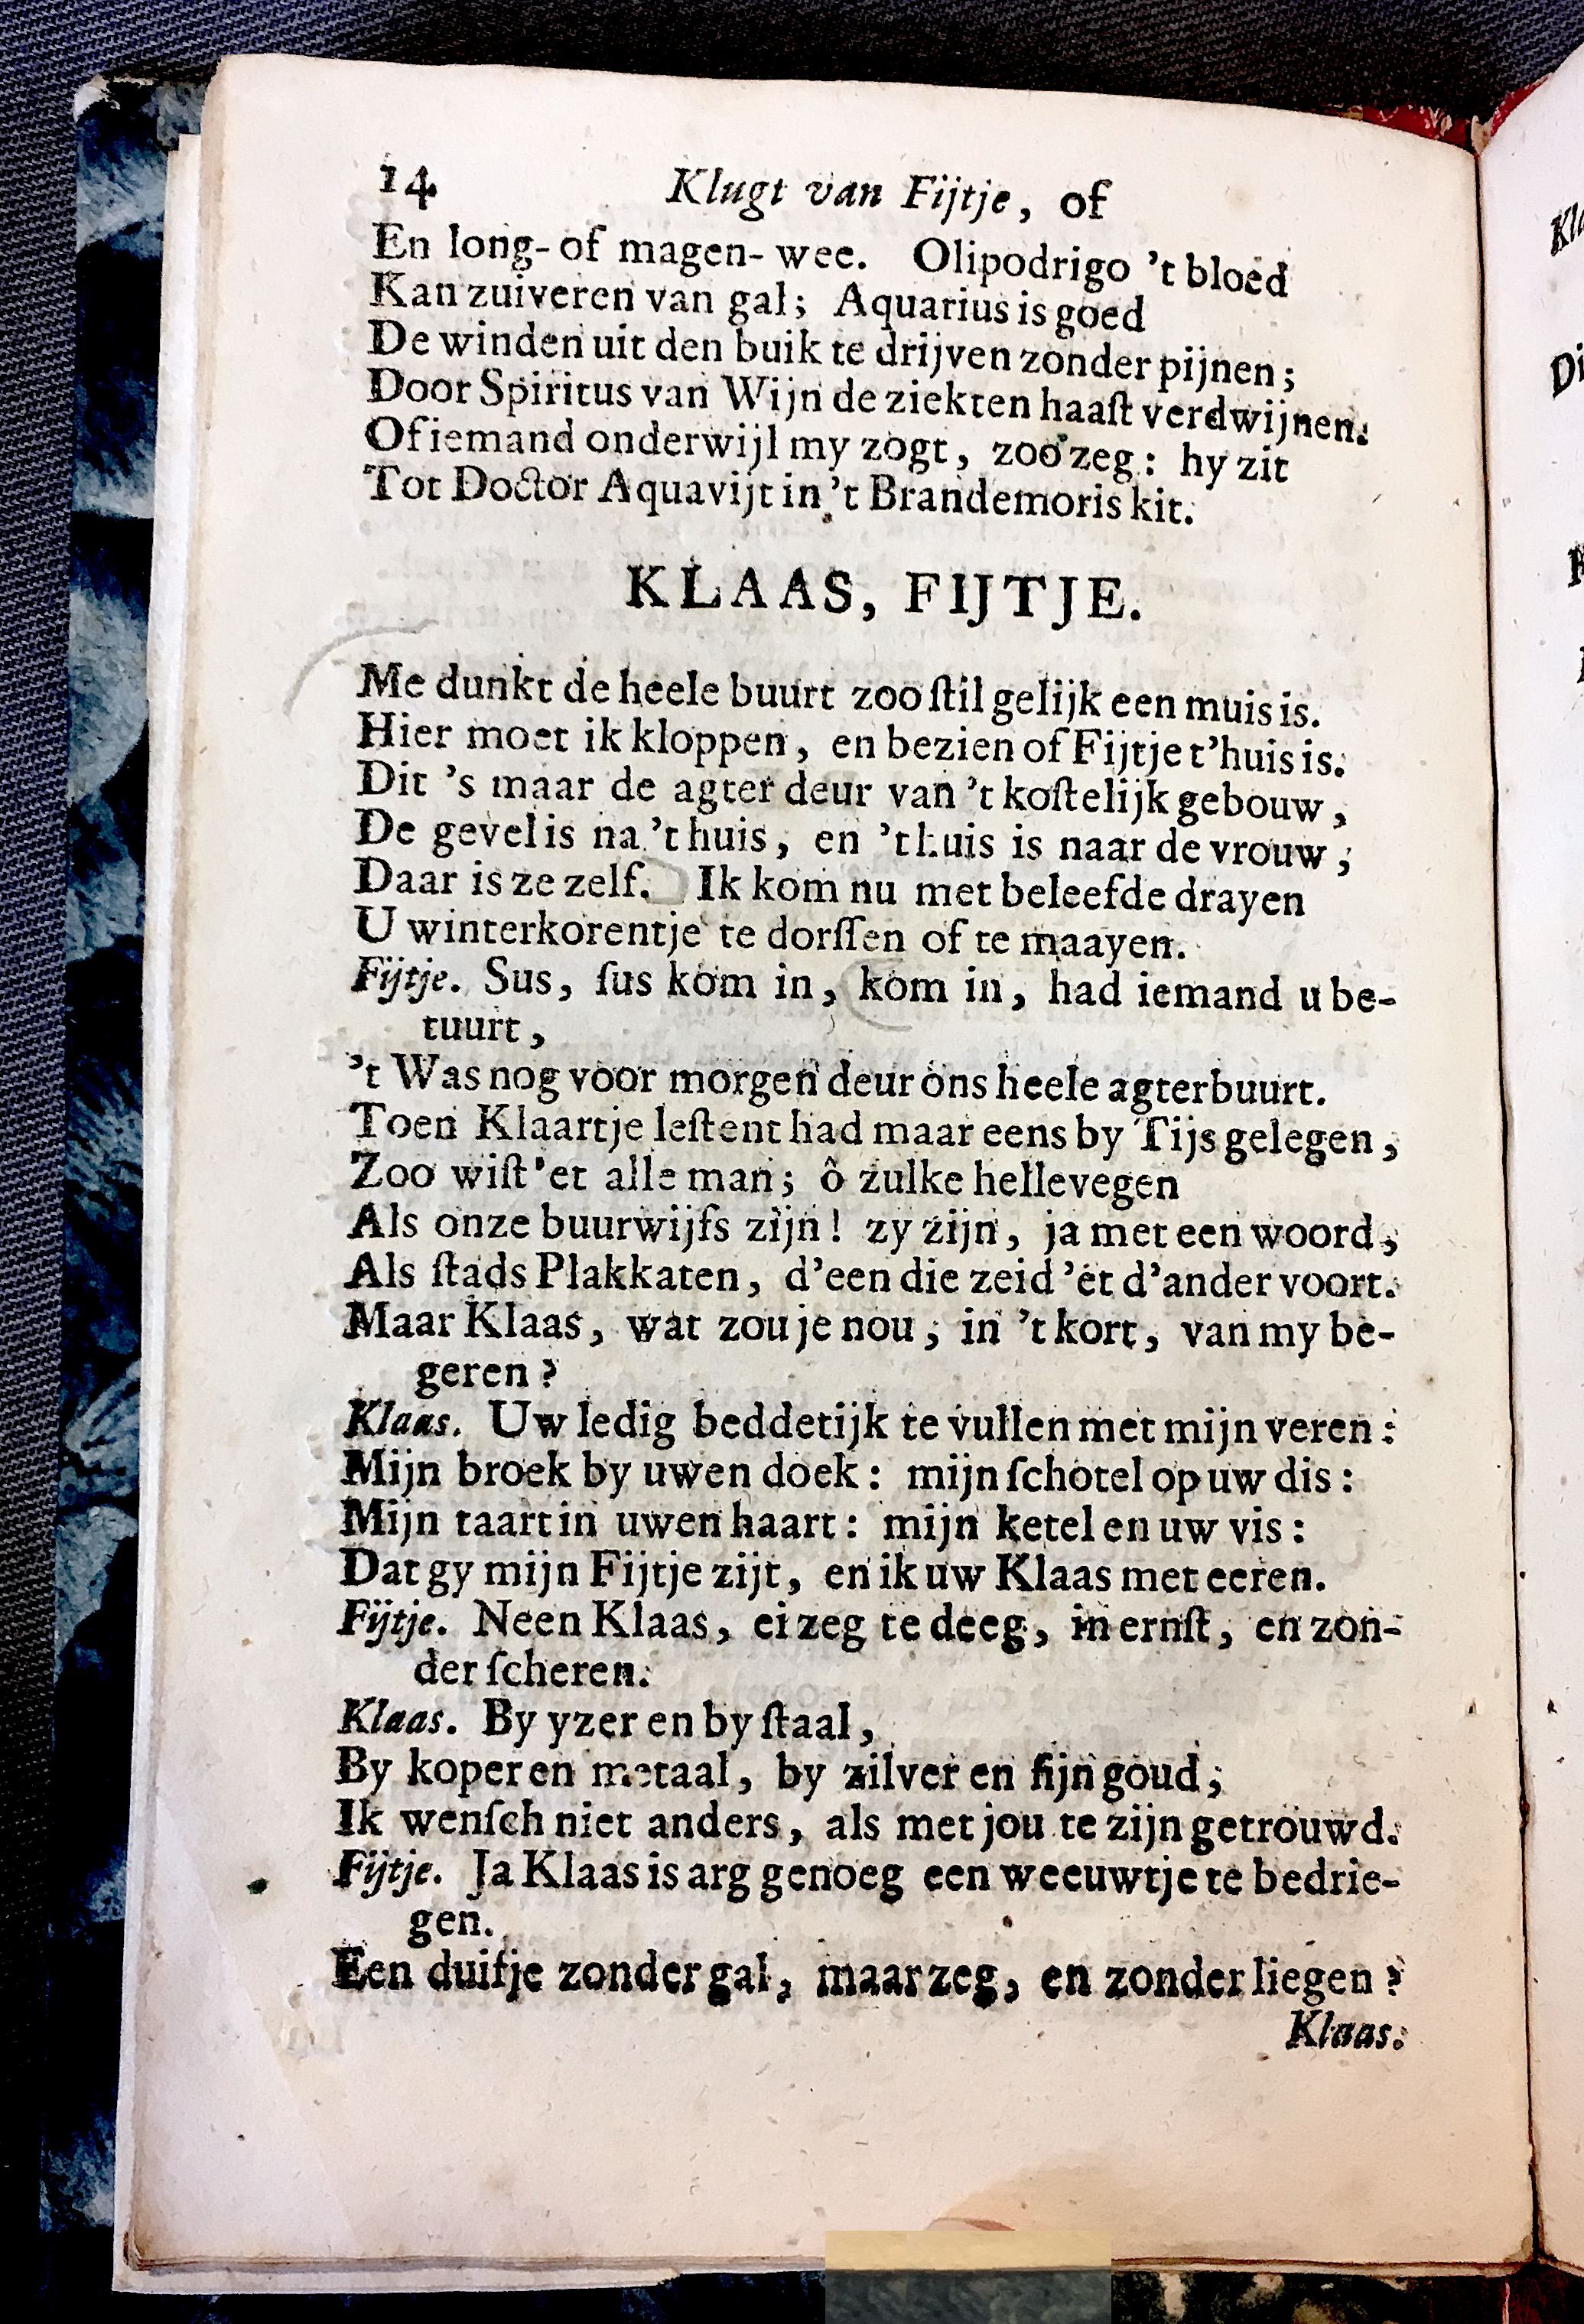 14 Klugt van Fijtje, of
En long- of magen- wee. Olipodrigo 't bloed
Kan zuiveren van gal; Aquarius is goed
De winden uit den buik te drijven zonder pijnen;
Door Spiritus van Wijn de ziekten haaſt verdwijnen.
Of iemand onderwijl my zogt, zoo zeg: hy zit
Tot Doctor Aquavijt in 't Brandemoris kit.
KLAAS, FIJTJE.
Me dunkt de heele buurt zoo ſtil gelijk een muis is.
Hier moet ik kloppen, en bezien of Fijtje t'huis is.
Dit 's maar de agter deur van 't koſtelijk gebouw,
De gevel is na 't huis, en 't huis is naar de vrouw,
Daar is ze zelf. Ik kom nu met beleefde drayen
U winterkorentje te dorſſen of te maayen.
Fijtje. Sus, ſus kom in, kom in, had iemand u be-
tuurt,
't Was nog voor morgen deur ons heele agterbuurt.
Toen Klaartje leſtent had maar eens by Tijs gelegen,
Zoo wiſt 'et alle man; ô zulke hellevegen
Als onze buurwijfs zijn! zy zijn, ja met een woord,
Als ſtads Plakkaten, d'een die zeid 'et d'ander voort.
Maar Klaas, wat zou je nou, in 't kort, van my be-
geren?
Klaas. Uw ledig beddetijk te vullen met mijn veren:
Mijn broek by uwen doek: mijn ſchotel op uw dis:
Mijn taart in uwen haart: mijn ketel en uw vis:
Dat gy mijn Fijtje zijt, en ik uw Klaas met eeren.
Fijtje. Neen Klaas, ei zeg te deeg, in ernſt, en zon-
der ſcheren.
Klaas. By yzer en by ſtaal,
By koper en metaal, by zilver en fijn goud;
Ik wenſch niet anders, als met jou te zijn getrouwd.
Fijtje. Ja Klaas is arg genoeg een weeuwtje te bedrie-
gen.
Een duifje zonder gal, maar zeg, en zonder liegen?
Klaas.